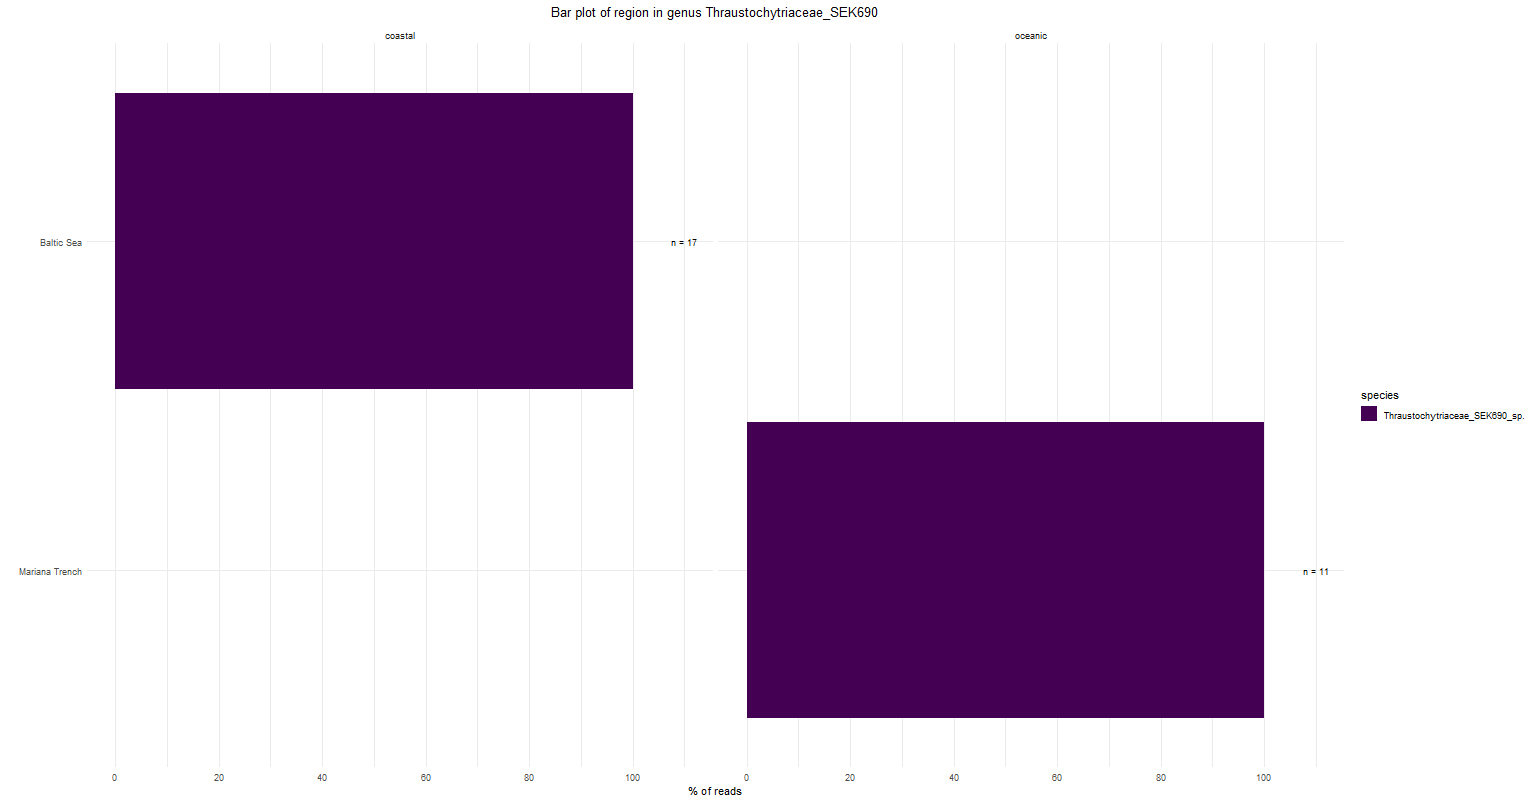 Bar plot of region in genus Thraustochytriaceae_SEK690
coastal
oceanic
Baltic Sea
n = 17
Mariana Trench
n = 11
species
Thraustochytriaceae_SEK690_sp.
0 20 40 60 80 100
0 20 40 60 80 100
% of reads